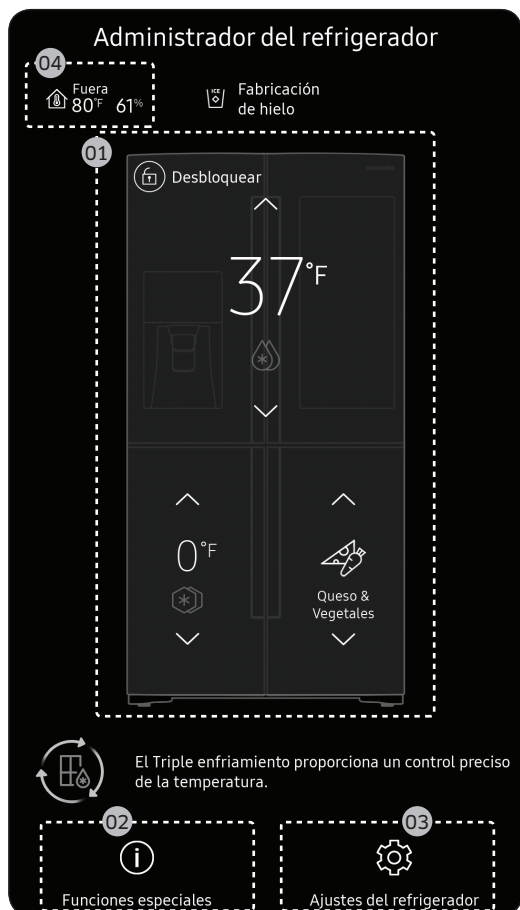 Administrador del refrigerador
04
Fuera
80°F 61%
ICE
Fabricación
de hielo
01
Desbloquear
37°F
0°F
Queso &
Vegetales
El Triple enfriamiento proporciona un control preciso
de la temperatura.
02
03
Funciones especiales
Ajustes del refrigerador